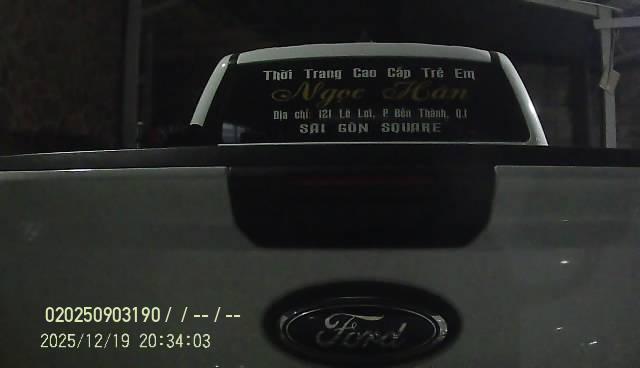 Thời Trang Cao Cấp Trẻ Em
Ngọc Hân
Địa chỉ: 121 Lê Lợi, P. Bến Thành, Q.1
SÀI GÒN SQUARE
Ford
020250903190 / / -- / --
2025/12/19 20:34:03